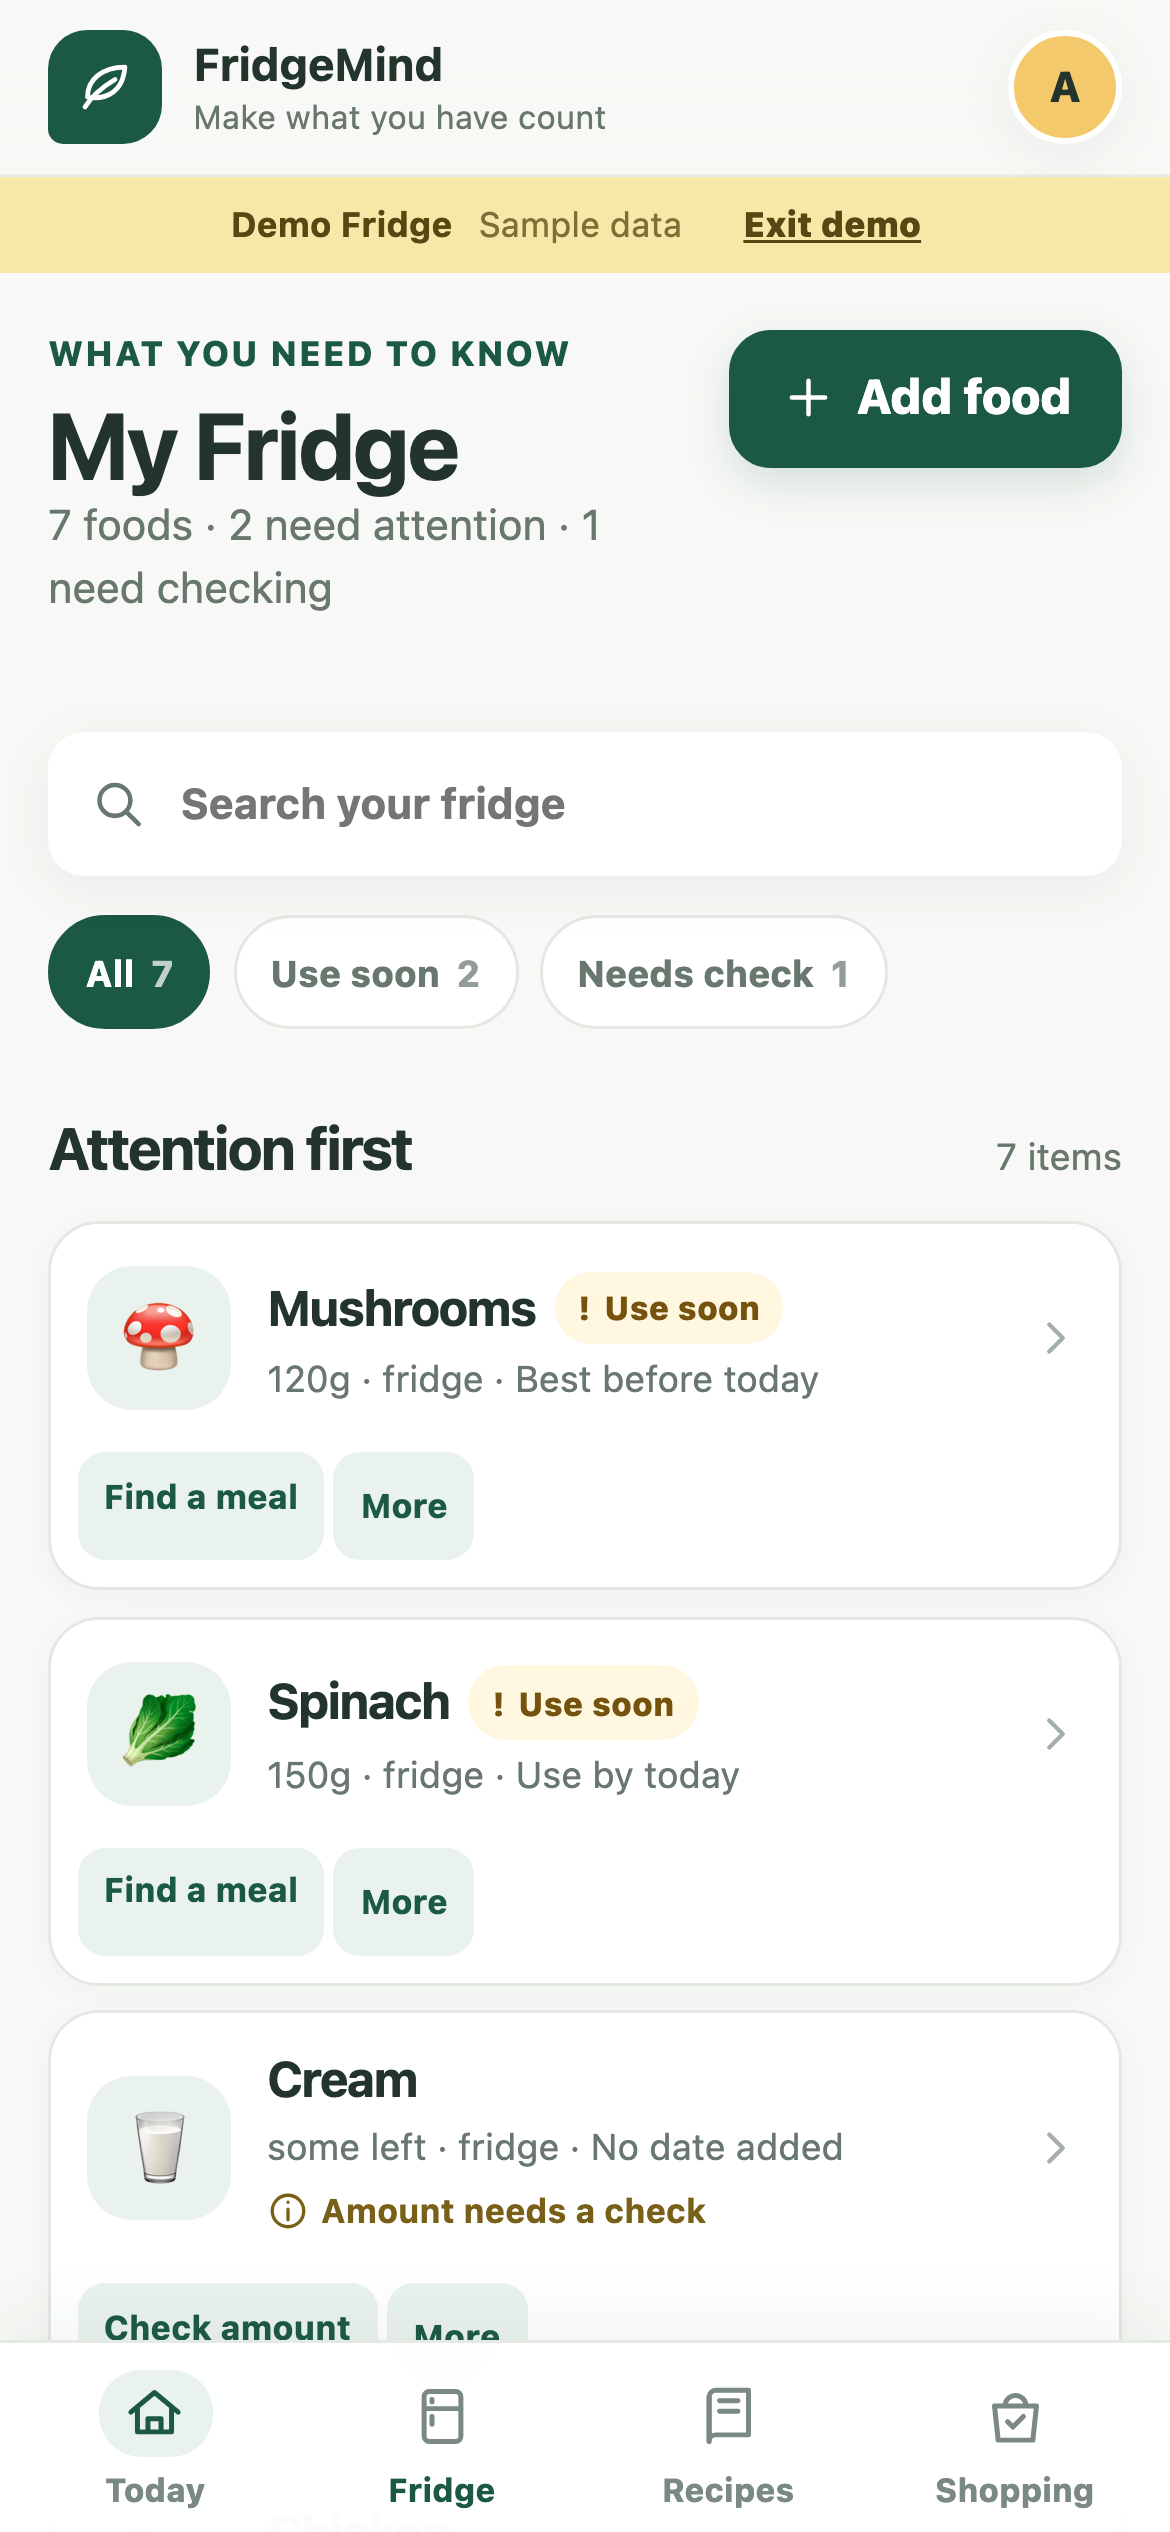 FridgeMind
Make what you have count
A
Demo Fridge Sample data Exit demo
WHAT YOU NEED TO KNOW
My Fridge
7 foods · 2 need attention · 1
need checking
+ Add food
Search your fridge
All 7
Use soon 2
Needs check 1
Attention first
7 items
Mushrooms ! Use soon
120g · fridge · Best before today
Find a meal
More
Spinach ! Use soon
150g · fridge · Use by today
Find a meal
More
Cream
some left · fridge · No date added
Amount needs a check
Check amount
More
Today
Fridge
Recipes
Shopping